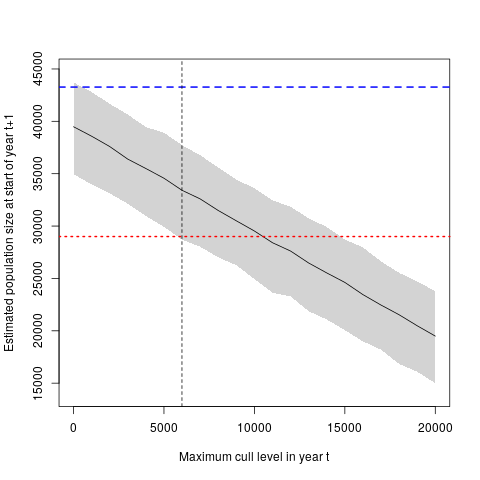 Estimated population size at start of year t+1
45000
40000
35000
30000
25000
20000
15000
0 5000 10000 15000 20000
Maximum cull level in year t